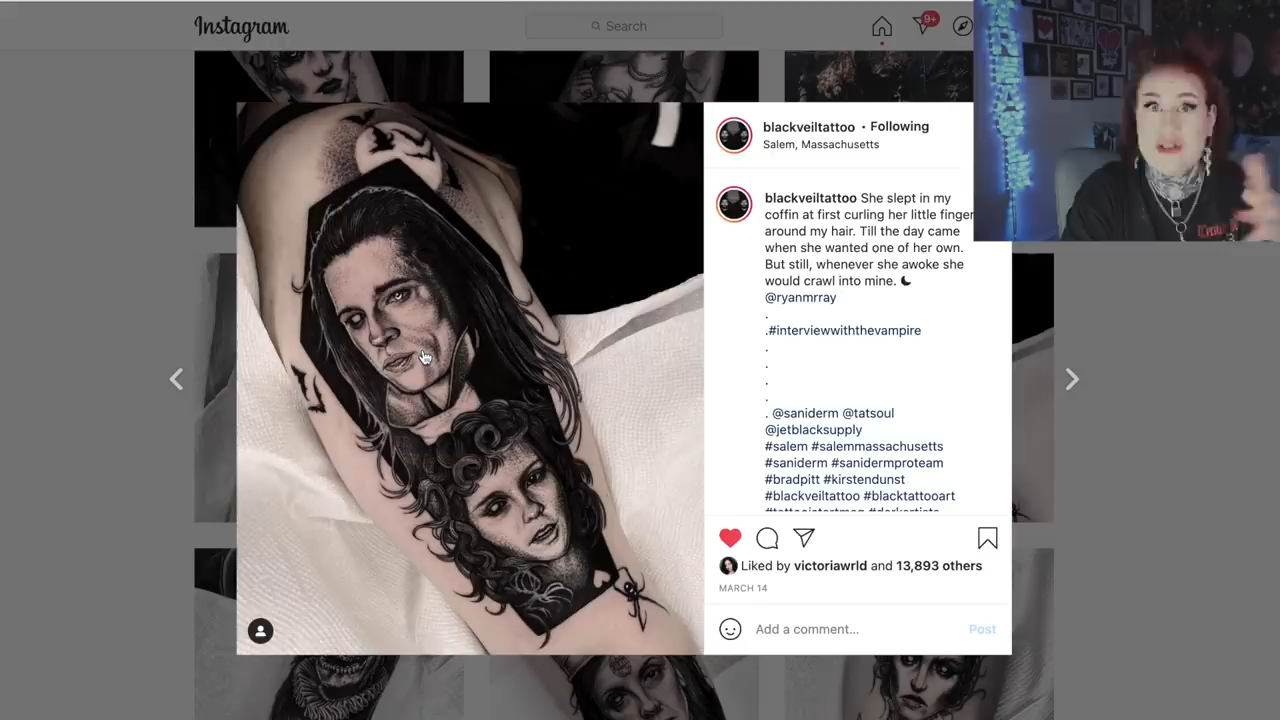 Instagram
Search
9+
blackveiltattoo • Following
Salem, Massachusetts
blackveiltattoo She slept in my
coffin at first curling her little finger
around my hair. Till the day came
when she wanted one of her own.
But still, whenever she awoke she
would crawl into mine.
@ryanmrray
.
.#interviewwiththevampire
.
.
.
.
. @saniderm @tatsoul
@jetblacksupply
#salem #salemmassachusetts
#saniderm #sanidermproteam
#bradpitt #kirstendunst
#blackveiltattoo #blacktattooart
Liked by victoriawrld and 13,893 others
MARCH 14
Add a comment...
Post